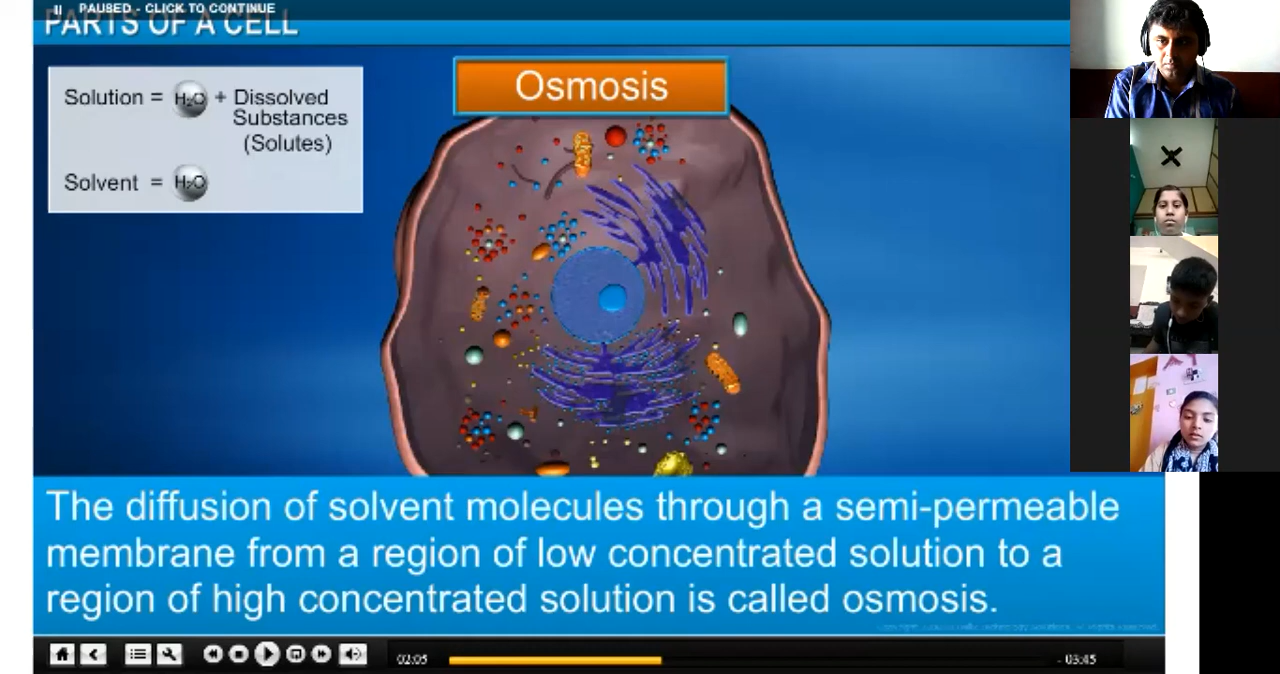 PAUSED - CLICK TO CONTINUE
PARTS OF A CELL
Osmosis
Solution = H₂O + Dissolved
Substances
(Solutes)
Solvent = H₂O
The diffusion of solvent molecules through a semi-permeable
membrane from a region of low concentrated solution to a
region of high concentrated solution is called osmosis.
02:05
- 03:45